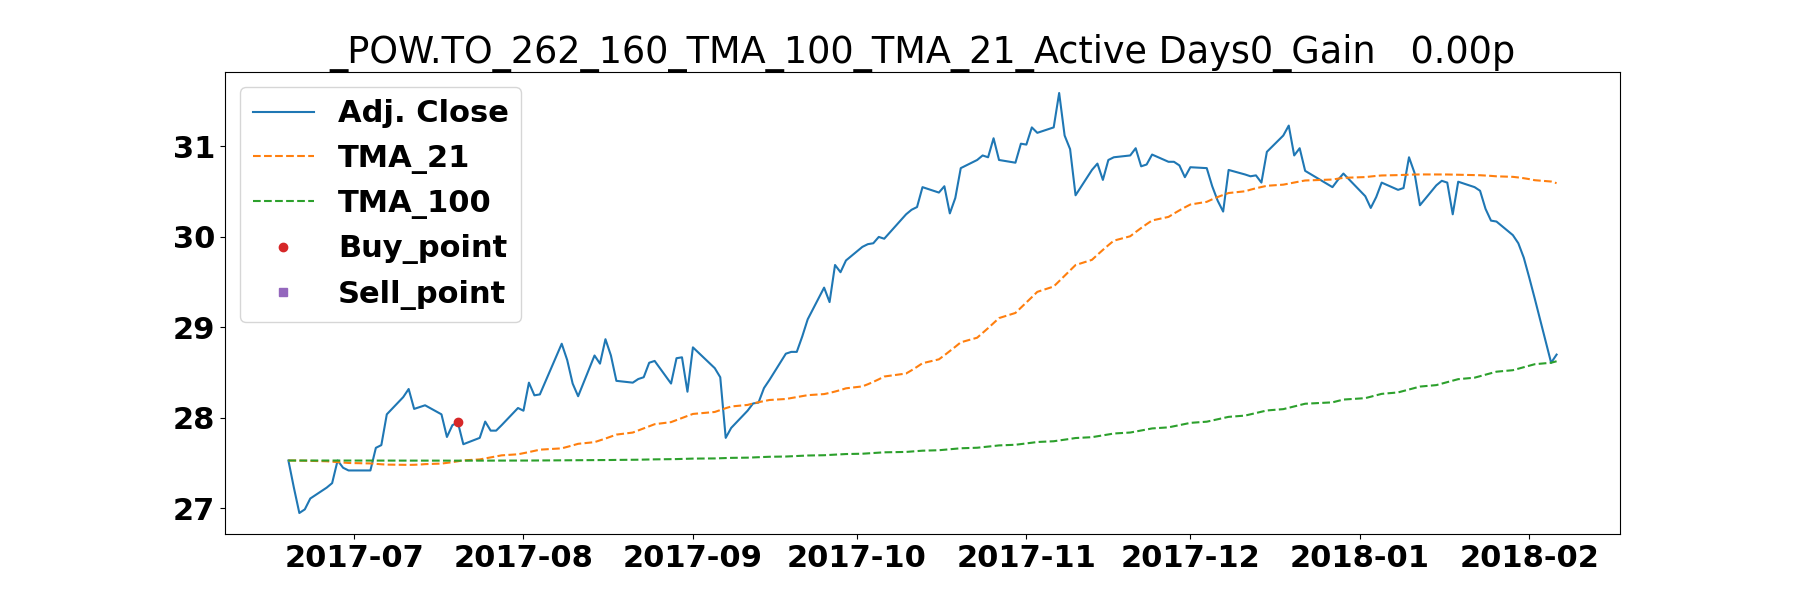 _POW.TO_262_160_TMA_100_TMA_21_Active Days0_Gain   0.00p
Adj. Close
TMA_21
TMA_100
Buy_point
Sell_point
31
30
29
28
27
2017-07 2017-08 2017-09 2017-10 2017-11 2017-12 2018-01 2018-02